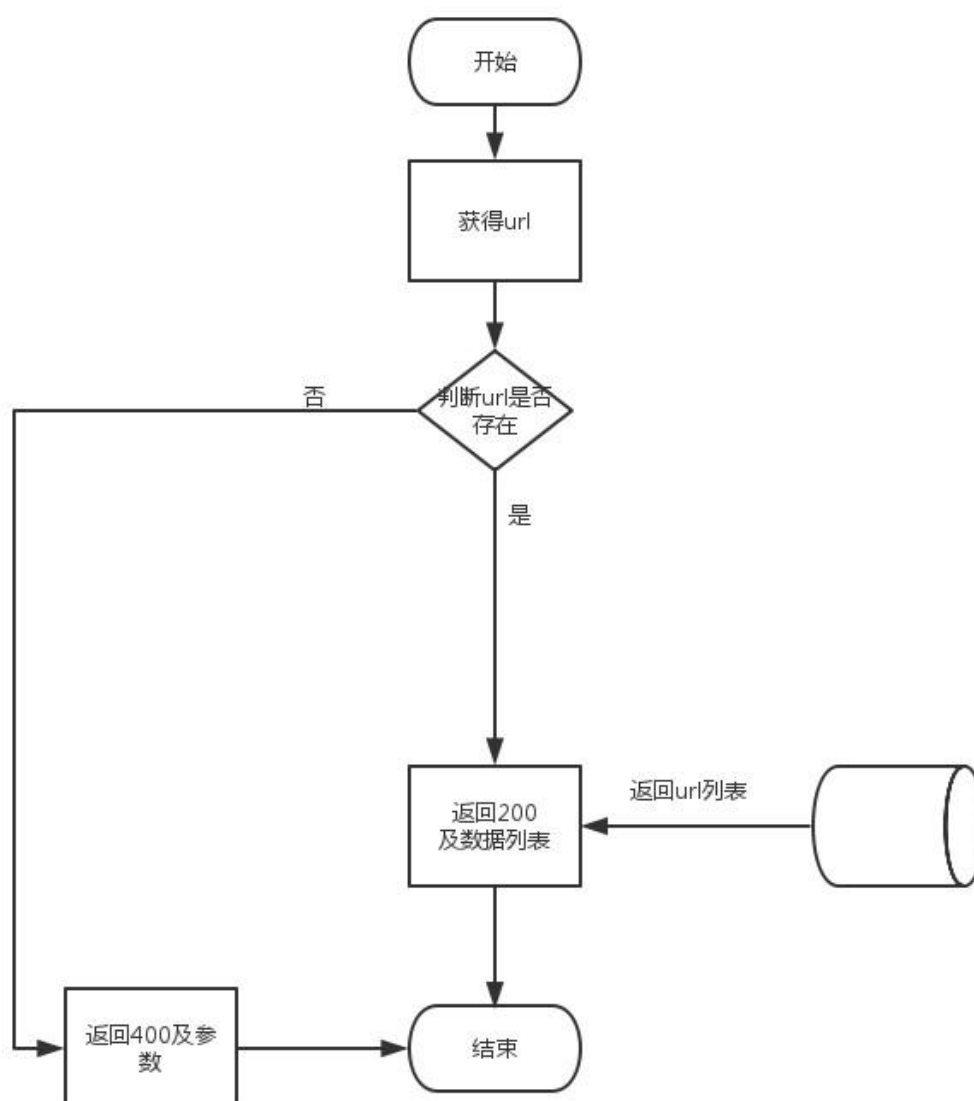 开始
获得url
否
判断url是否
存在
是
返回url列表
返回200
及数据列表
返回400及参
数
结束